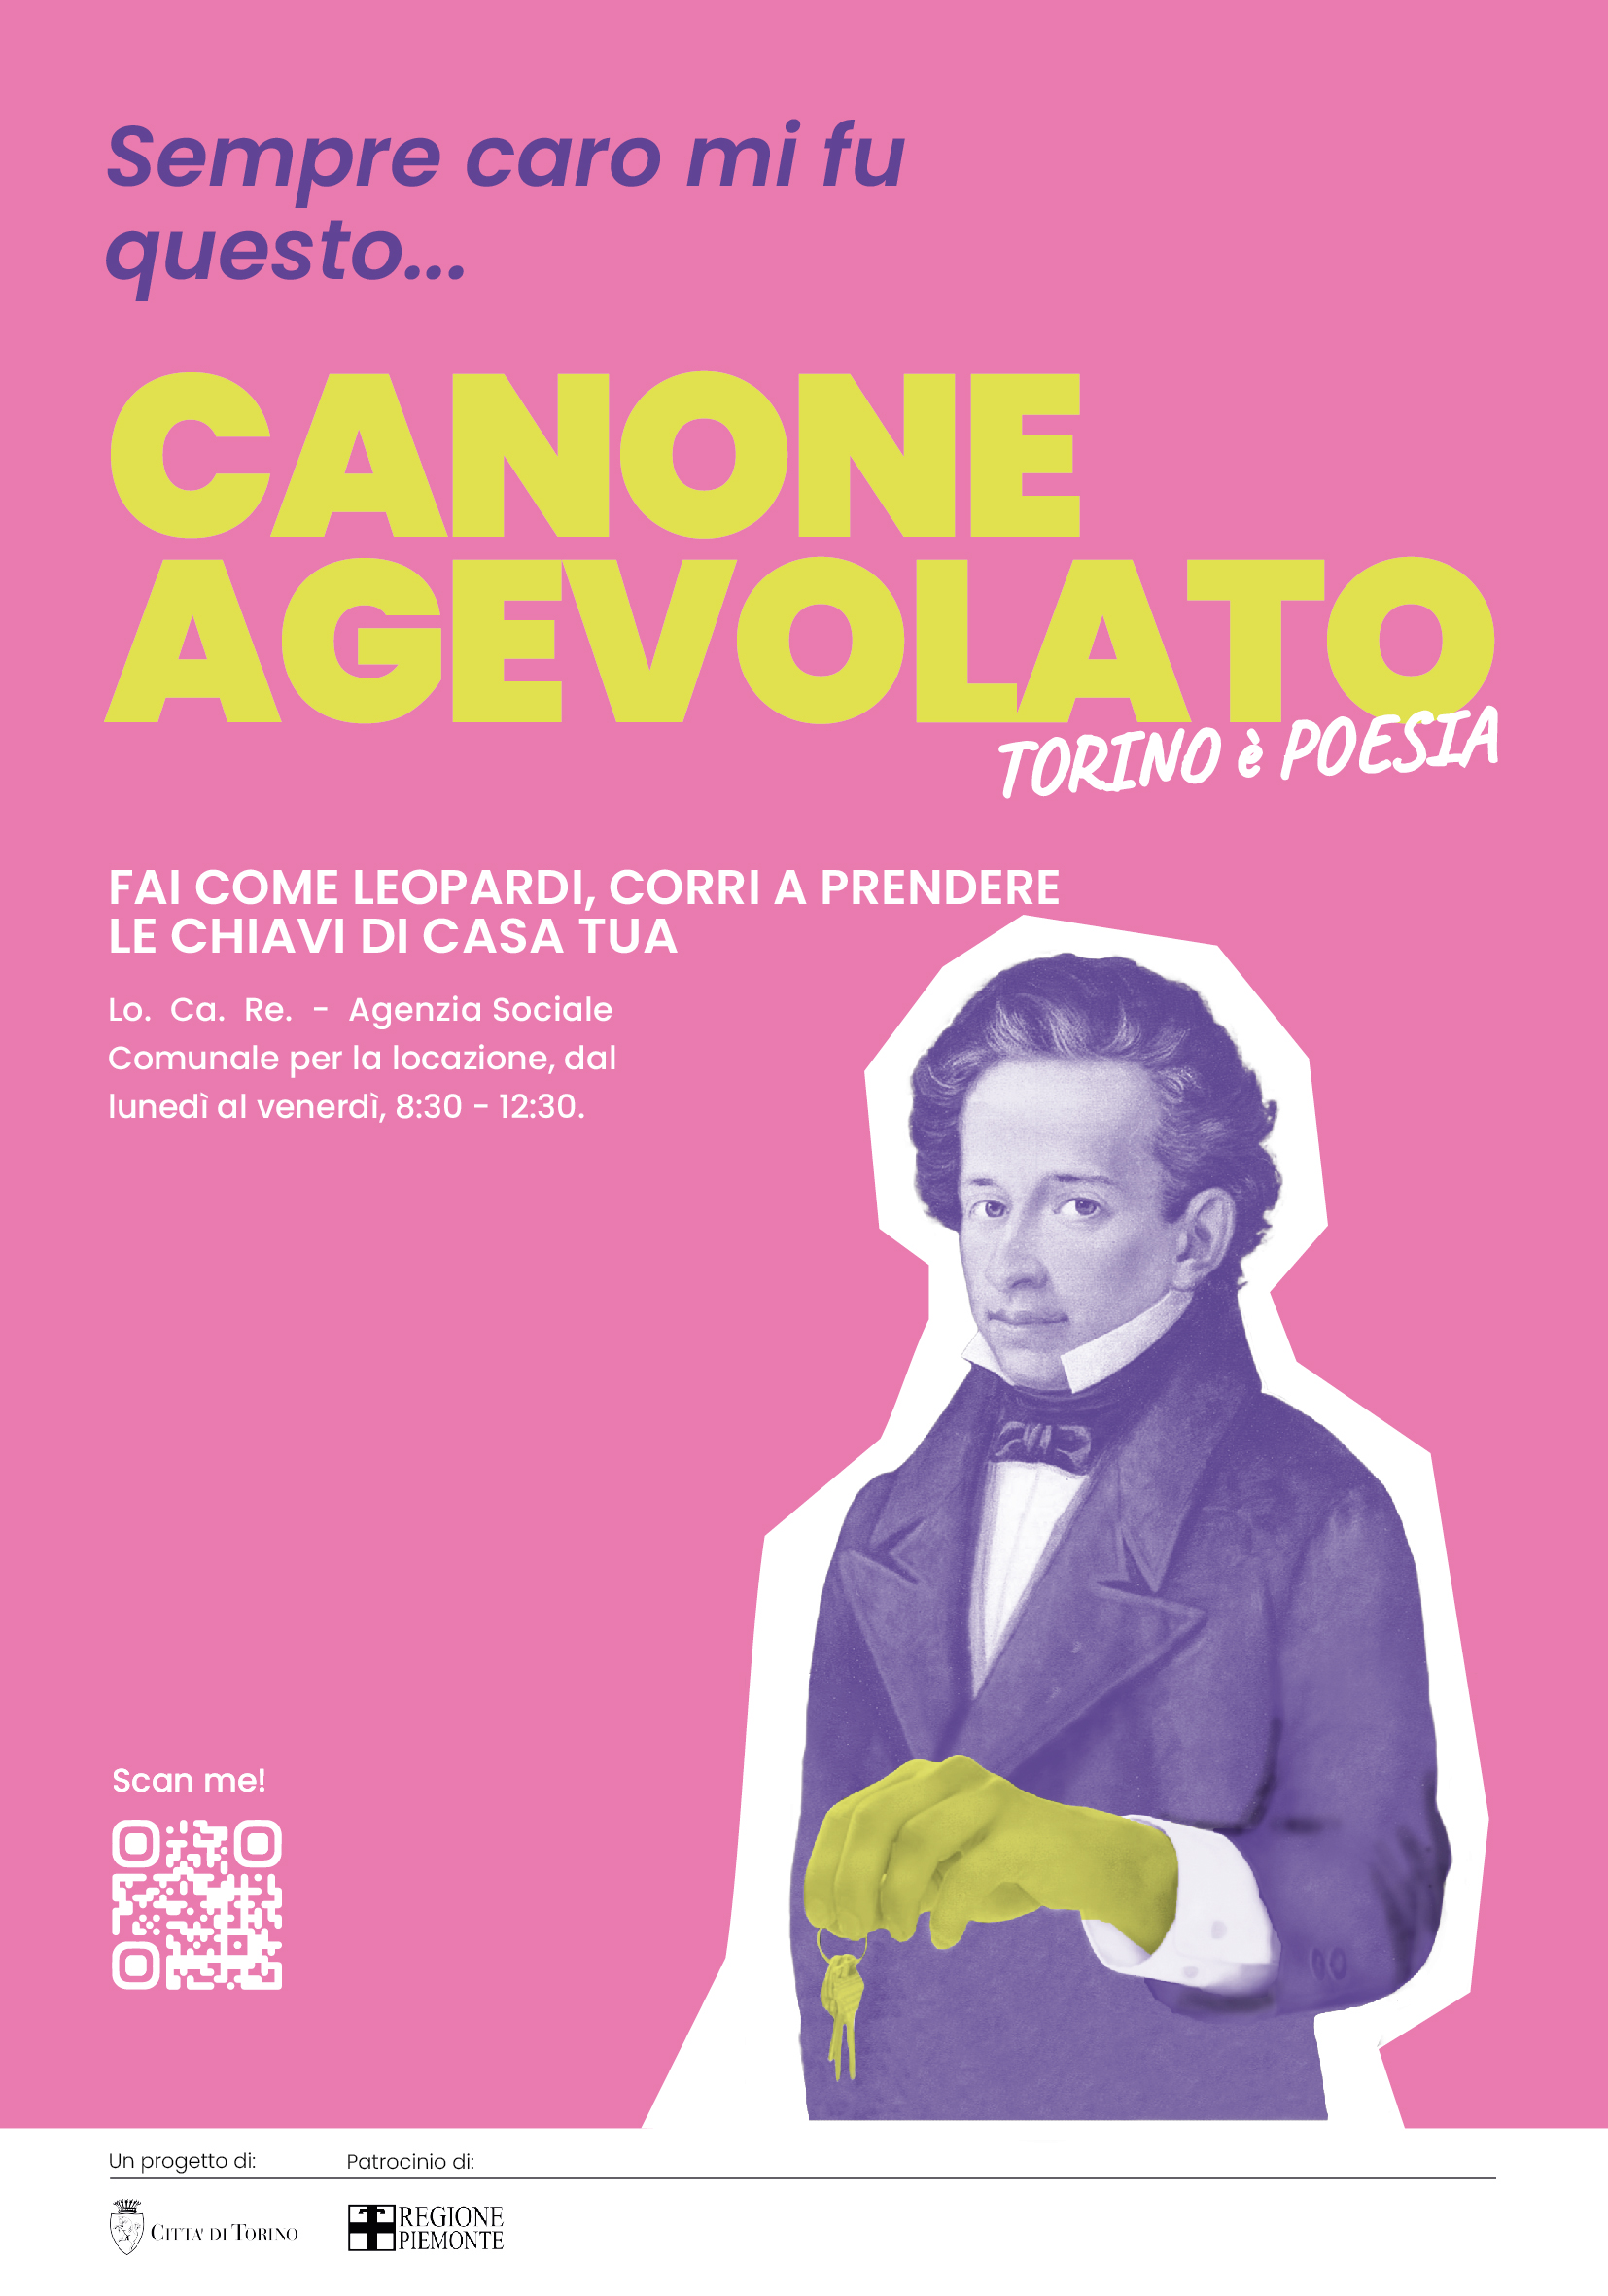 Sempre caro mi fu
questo...
CANONE
AGEVOLATO
TORINO è POESIA
FAI COME LEOPARDI, CORRI A PRENDERE
LE CHIAVI DI CASA TUA
Lo. Ca. Re. - Agenzia Sociale
Comunale per la locazione, dal
lunedì al venerdì, 8:30 - 12:30.
Scan me!
Un progetto di:
Patrocinio di:
CITTA' DI TORINO
REGIONE
PIEMONTE